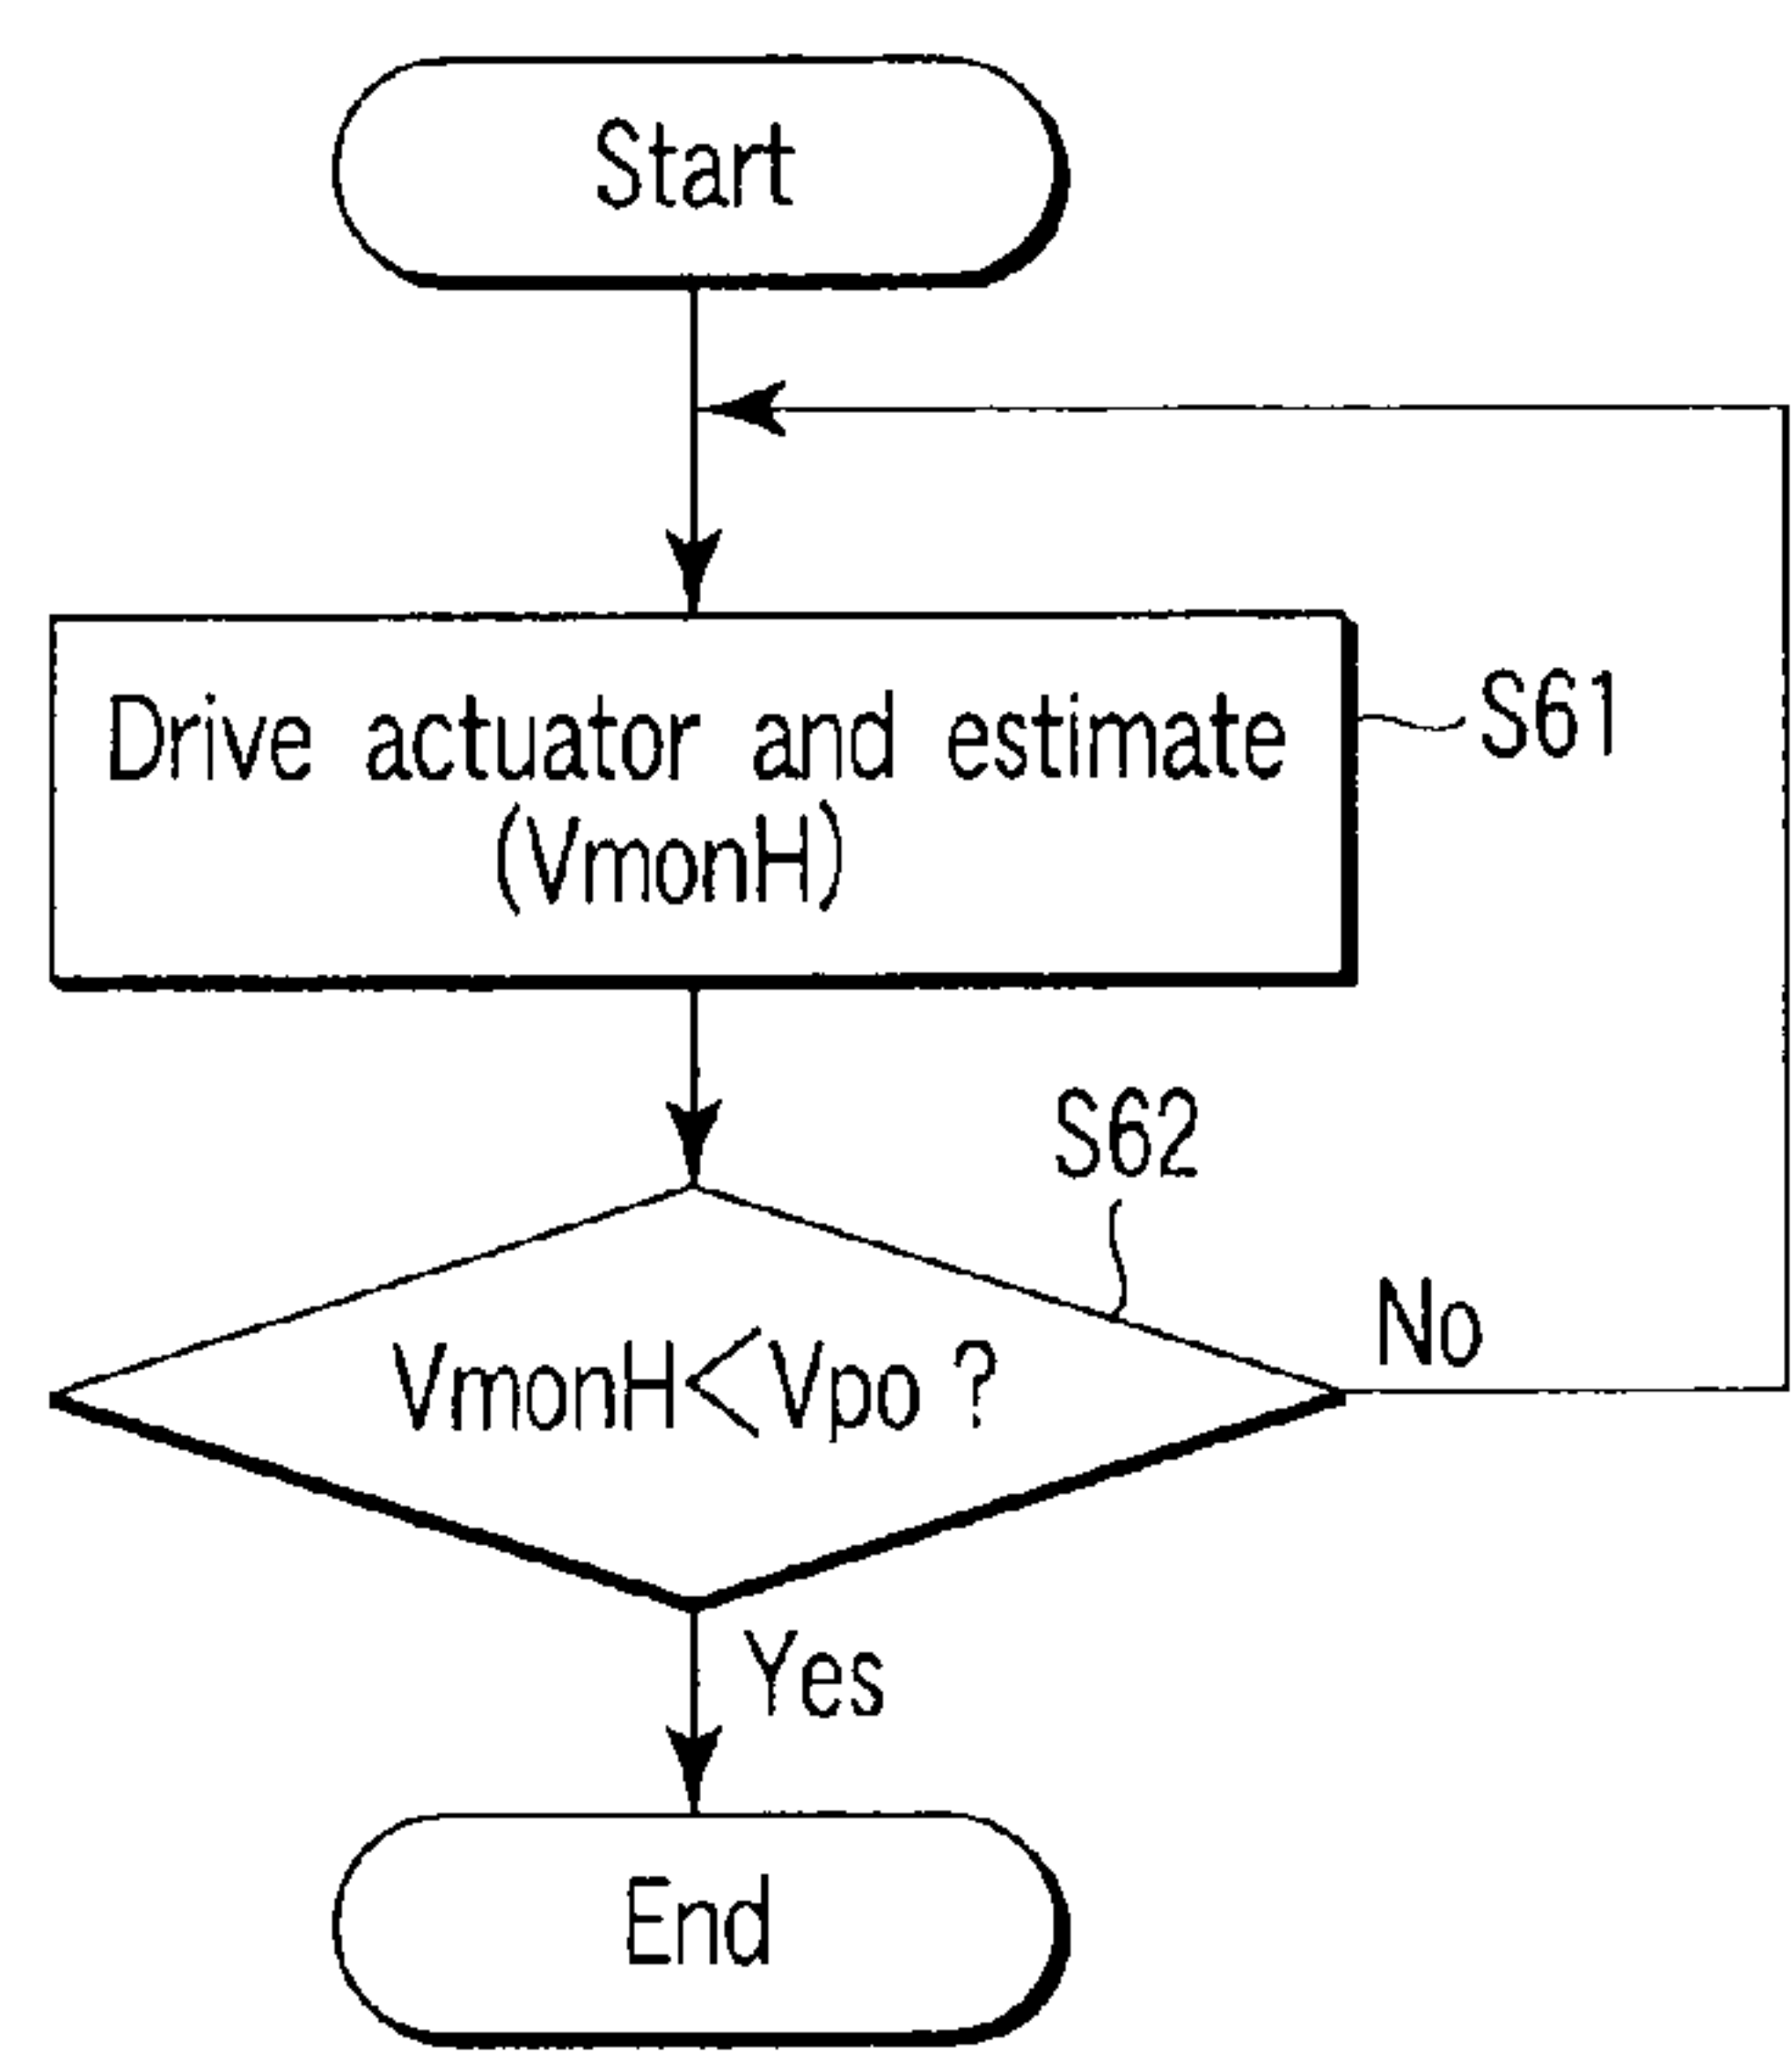 Start
Drive actuator and estimate
(VmonH)
S61
S62
VmonH<Vpo ?
No
Yes
End